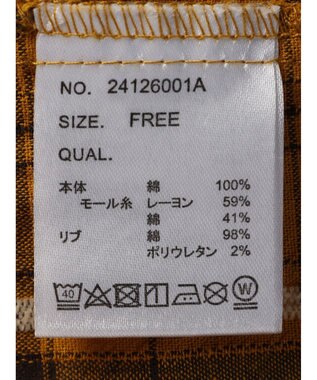 NO. 24126001A
SIZE. FREE
QUAL.
本体 綿 100%
モール糸 レーヨン 59%
綿 41%
リブ 綿 98%
ポリウレタン 2%
40 W